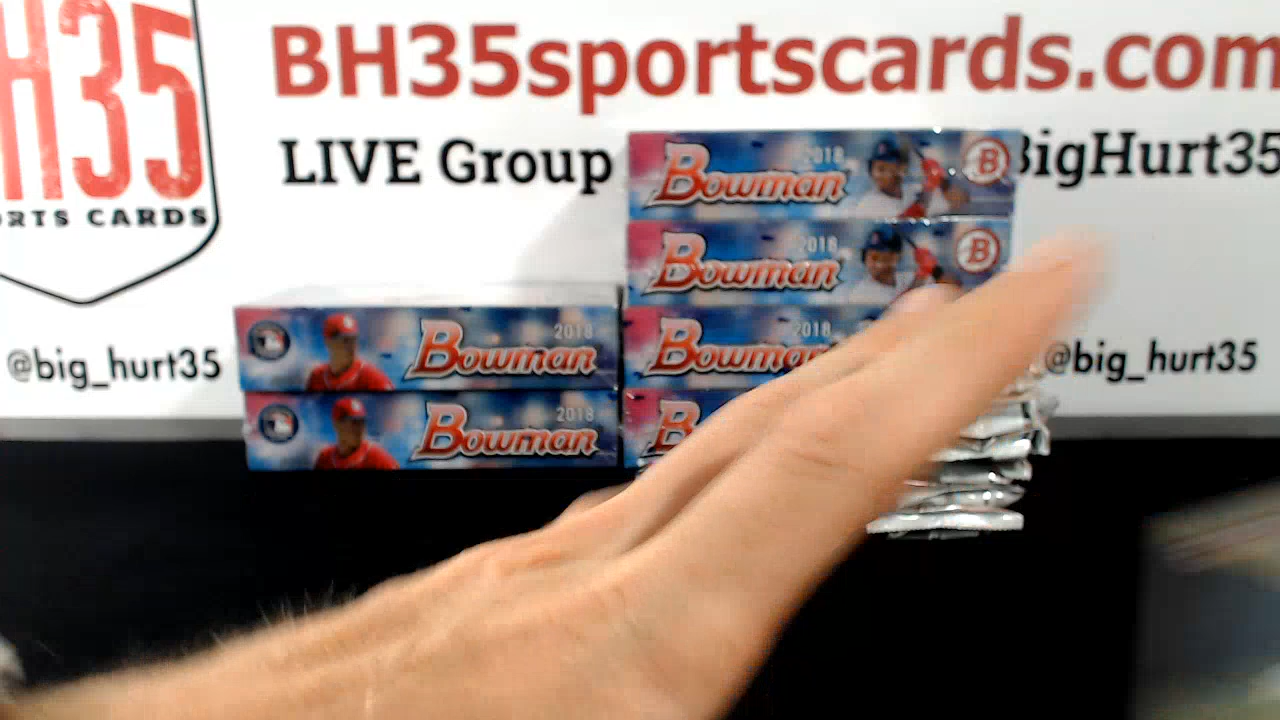 H35
ORTS CARDS
BH35sportscards.com
LIVE Group
BigHurt35
@big_hurt35
@big_hurt35
2018
Bowman
B
2018
Bowman
B
2018
Bowman
2018
Bowman
2018
Bowman
B